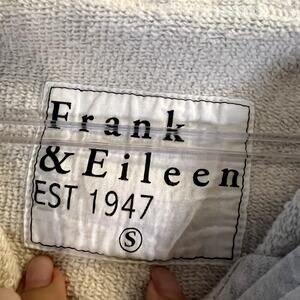 Frank
& Eileen
EST 1947
S